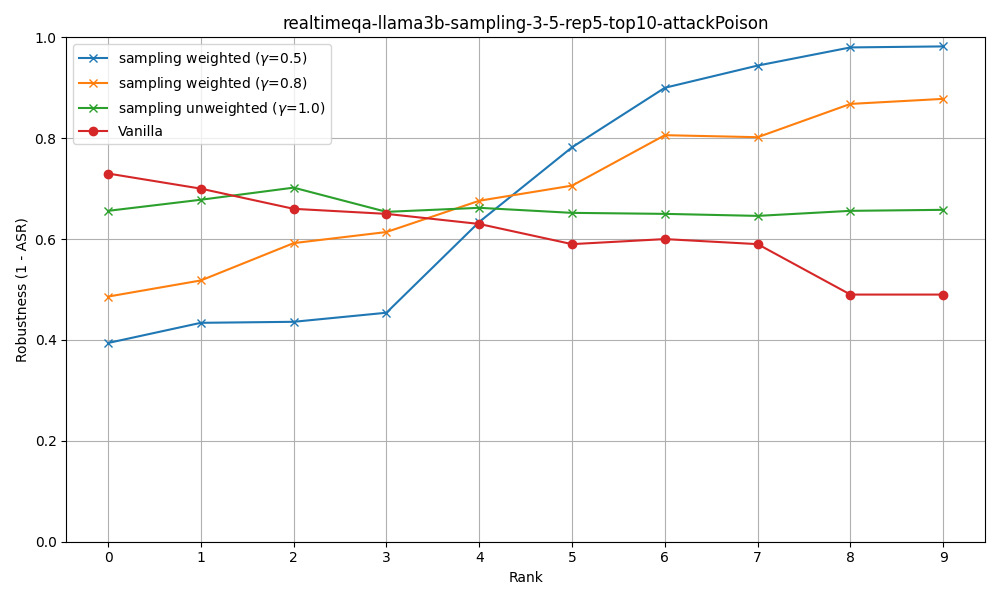 realtimeqa-llama3b-sampling-3-5-rep5-top10-attackPoison
1.0
0.8
0.6
0.4
0.2
0.0
Robustness (1 - ASR)
sampling weighted (γ=0.5)
sampling weighted (γ=0.8)
sampling unweighted (γ=1.0)
Vanilla
0 1 2 3 4 5 6 7 8 9
Rank